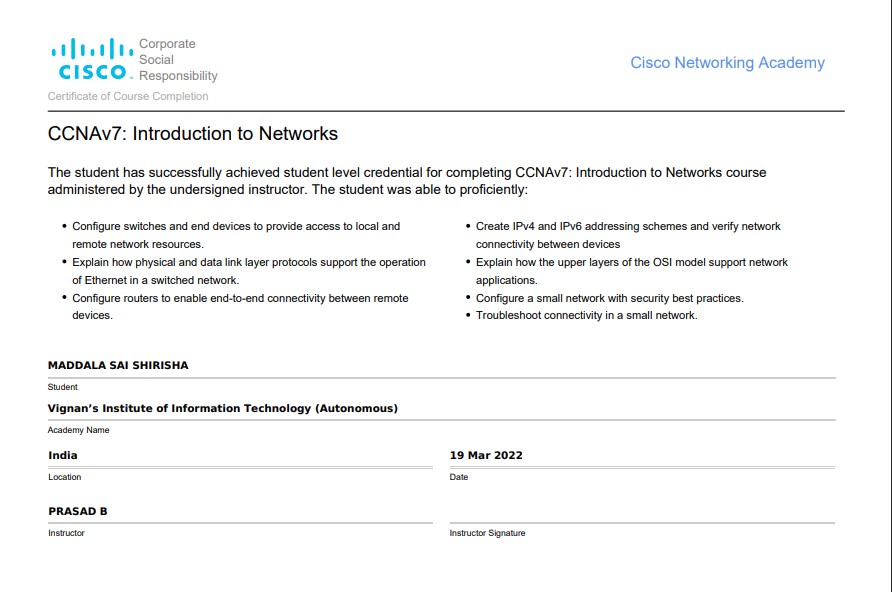 Corporate
Social
CISCO Responsibility
Cisco Networking Academy
Certificate of Course Completion
CCNAv7: Introduction to Networks
The student has successfully achieved student level credential for completing CCNAv7: Introduction to Networks course
administered by the undersigned instructor. The student was able to proficiently:
• Configure switches and end devices to provide access to local and
remote network resources.
• Explain how physical and data link layer protocols support the operation
of Ethernet in a switched network.
• Configure routers to enable end-to-end connectivity between remote
devices.
• Create IPv4 and IPv6 addressing schemes and verify network
connectivity between devices
• Explain how the upper layers of the OSI model support network
applications.
• Configure a small network with security best practices.
• Troubleshoot connectivity in a small network.
MADDALA SAI SHIRISHA
Student
Vignan’s Institute of Information Technology (Autonomous)
Academy Name
India
Location
19 Mar 2022
Date
PRASAD B
Instructor
Instructor Signature